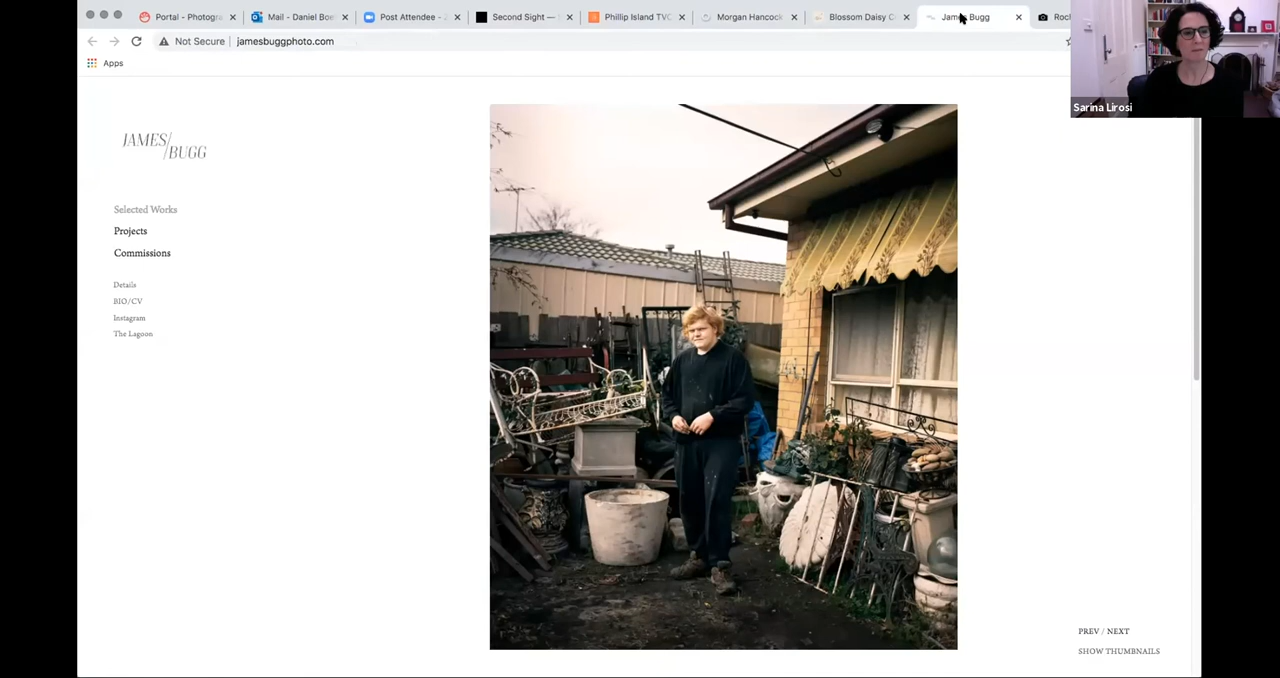 Portal - Photogra
Mail - Daniel Boe
Post Attendee - 
Second Sight —
Phillip Island TVC
Morgan Hancock
Blossom Daisy C
James Bugg
Roc
Not Secure | jamesbuggphoto.com
Apps
Sarina Lirosi
JAMES/
/BUGG
Selected Works
Projects
Commissions
Details
BIO/CV
Instagram
The Lagoon
PREV / NEXT
SHOW THUMBNAILS